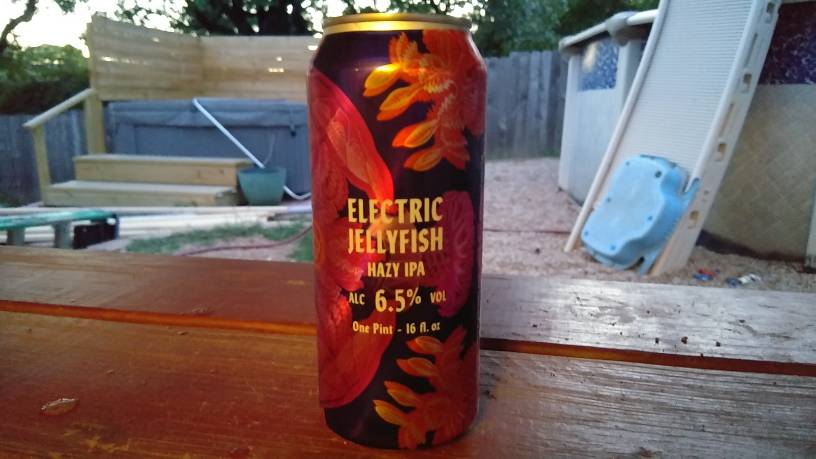 ELECTRIC
JELLYFISH
HAZY IPA
ALC 6.5% VOL
One Pint - 16 fl. oz